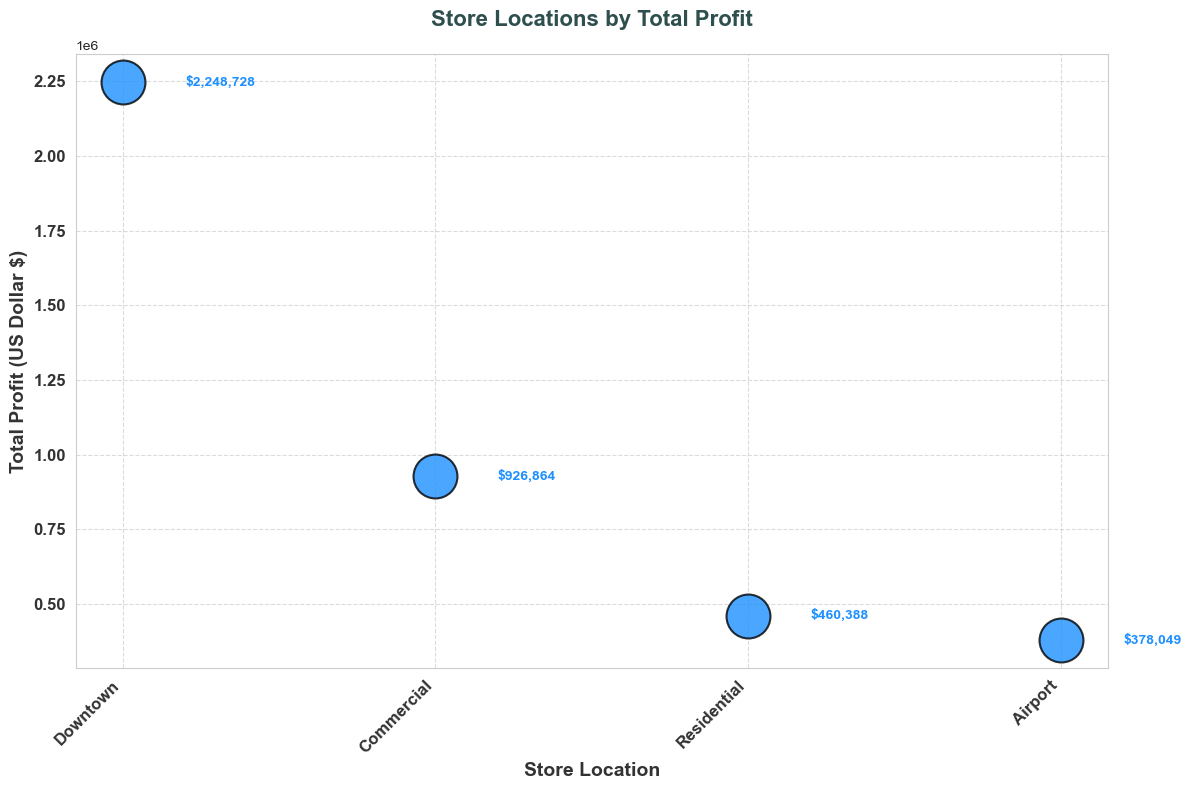 Store Locations by Total Profit
1e6
2.25
2.00
1.75
1.50
1.25
1.00
0.75
0.50
Total Profit (US Dollar $)
$2,248,728
$926,864
$460,388
$378,049
Downtown
Commercial
Residential
Airport
Store Location